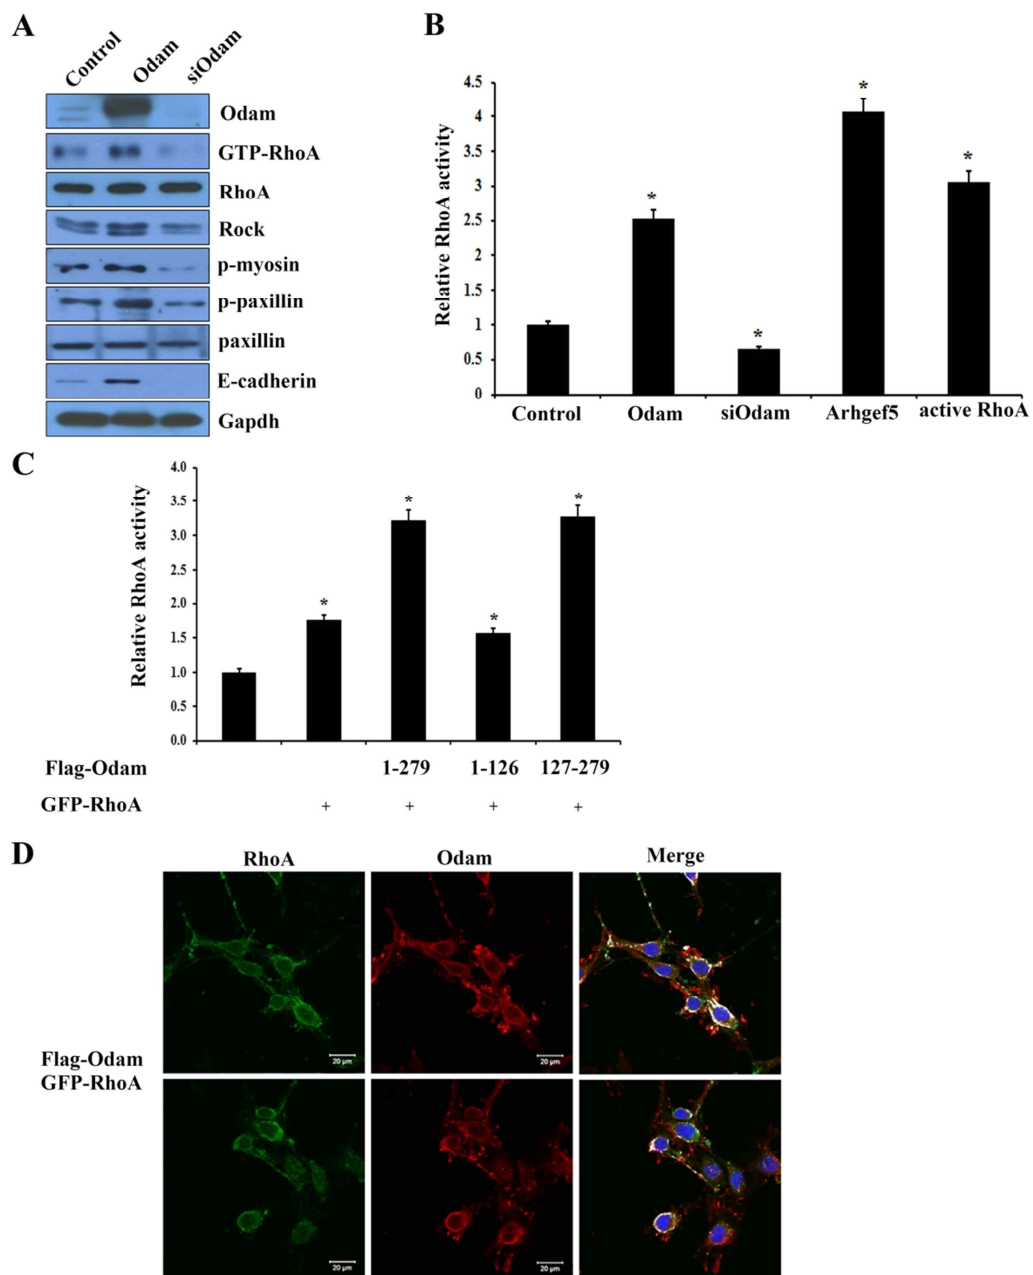 A
Control
Odam
siOdam
Odam
GTP-RhoA
RhoA
Rock
p-myosin
p-paxillin
paxillin
E-cadherin
Gapdh
B
Relative RhoA activity
4.5
4
3.5
3
2.5
2
1.5
1
0.5
0
Control Odam siOdam Arhgef5 active RhoA
* * * *
C
Relative RhoA activity
4.0
3.5
3.0
2.5
2.0
1.5
1.0
0.5
0.0
* * * *
Flag-Odam 1-279 1-126 127-279
GFP-RhoA + + + +
D
RhoA Odam Merge
Flag-Odam
GFP-RhoA
20 μm 20 μm
20 μm 20 μm